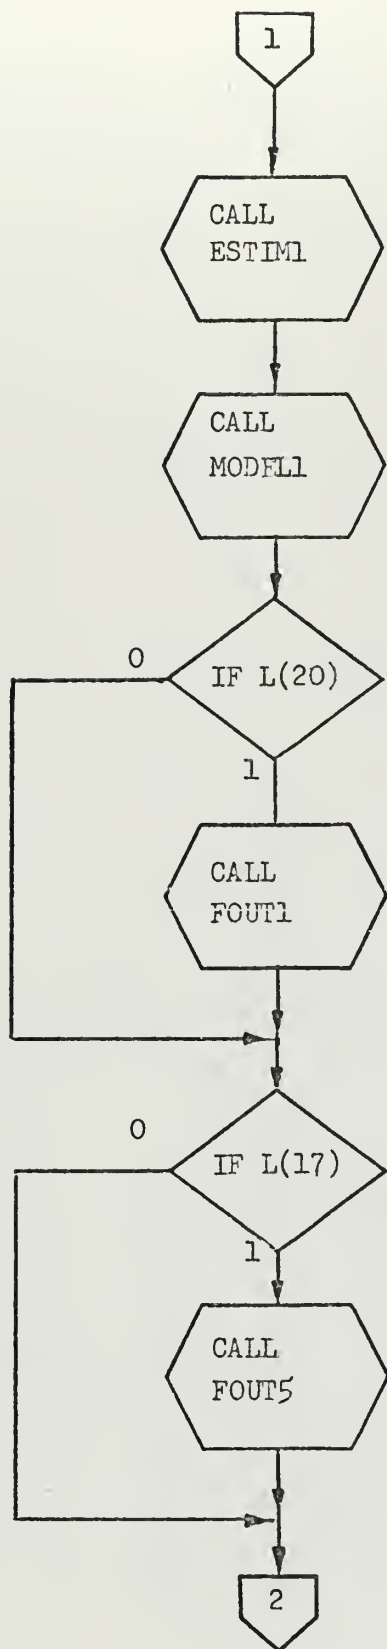 1
CALL
ESTIM1
CALL
MODEL1
0
IF L(20)
1
CALL
FOUT1
0
IF L(17)
1
CALL
FOUT5
2